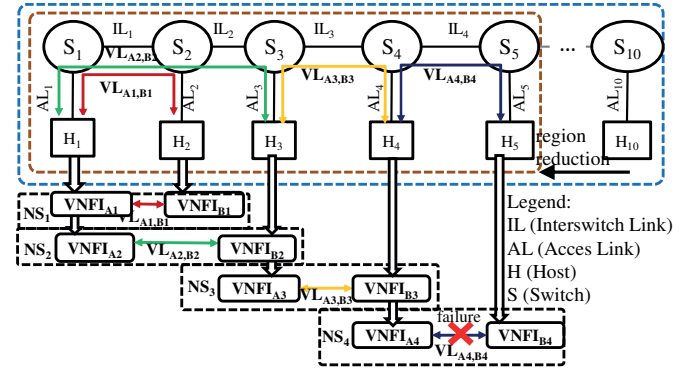 IL1 IL2 IL3 IL4
S1 S2 S3 S4 S5 ... S10
VLA2,B2
VLA1,B1 VLA3,B3 VLA4,B4
AL1 AL2 AL3 AL4 AL5 AL10
H1 H2 H3 H4 H5 H10
region
reduction
NS1 VNFIA1 VNFIB1
VLA1,B1
NS2 VNFIA2 VLA2,B2 VNFIB2
NS3 VNFIA3 VLA3,B3 VNFIB3
failure
NS4 VNFIA4 VNFIB4
VLA4,B4
Legend:
IL (Interswitch Link)
AL (Acces Link)
H (Host)
S (Switch)